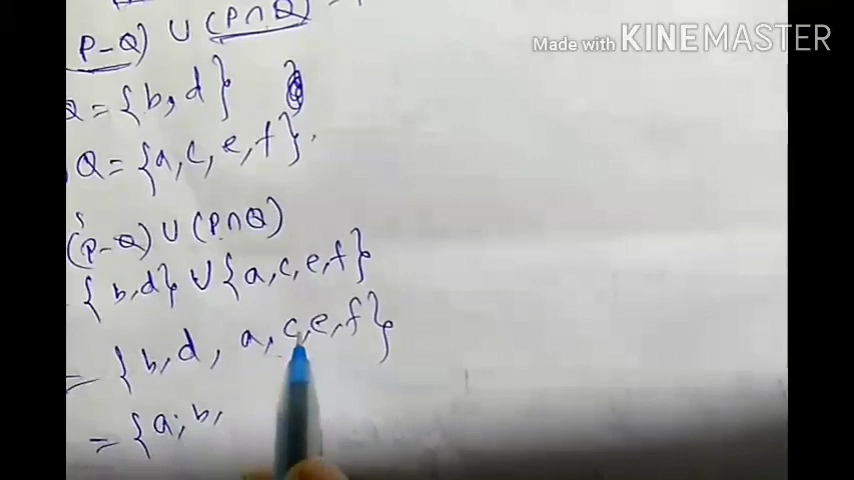 P-Q) ∪ (P∩Q)
Made with KINEMASTER
Q = {b, d}
Q = {a, c, e, f}.
(P-Q) ∪ (P∩Q)
{b, d} ∪ {a, c, e, f}
= {b, d, a, c, e, f}
= {a, b,